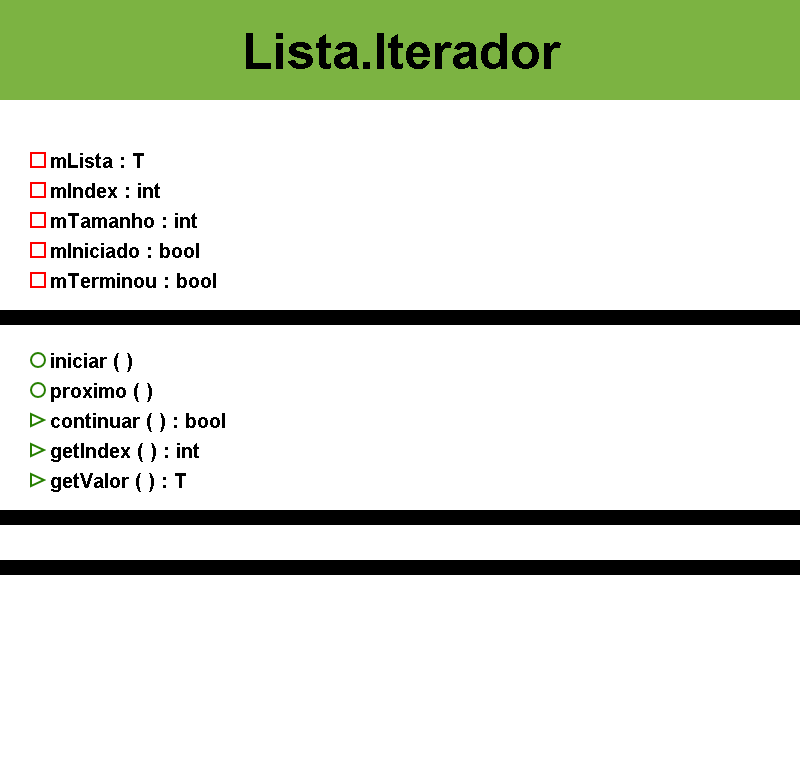 Lista.Iterador
mLista : T
mIndex : int
mTamanho : int
mIniciado : bool
mTerminou : bool
iniciar ( )
proximo ( )
continuar ( ) : bool
getIndex ( ) : int
getValor ( ) : T